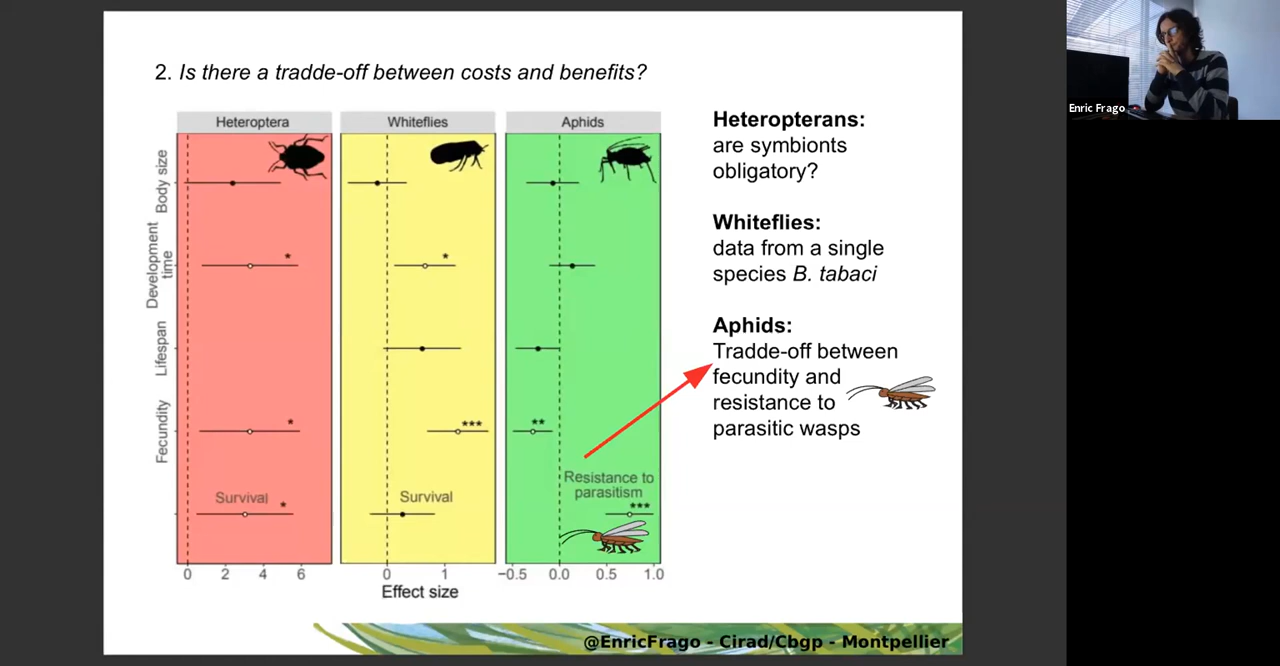 2. Is there a tradde-off between costs and benefits?
Heteroptera
Whiteflies
Aphids
Body size
Development
time
Lifespan
Fecundity
*
*
*
***
**
Survival
*
Survival
Resistance to
parasitism
***
0 2 4 6
0 1
−0.5 0.0 0.5 1.0
Effect size
Heteropterans:
are symbionts
obligatory?
Whiteflies:
data from a single
species B. tabaci
Aphids:
Tradde-off between
fecundity and
resistance to
parasitic wasps
@EnricFrago - Cirad/Cbgp - Montpellier
Enric Frago